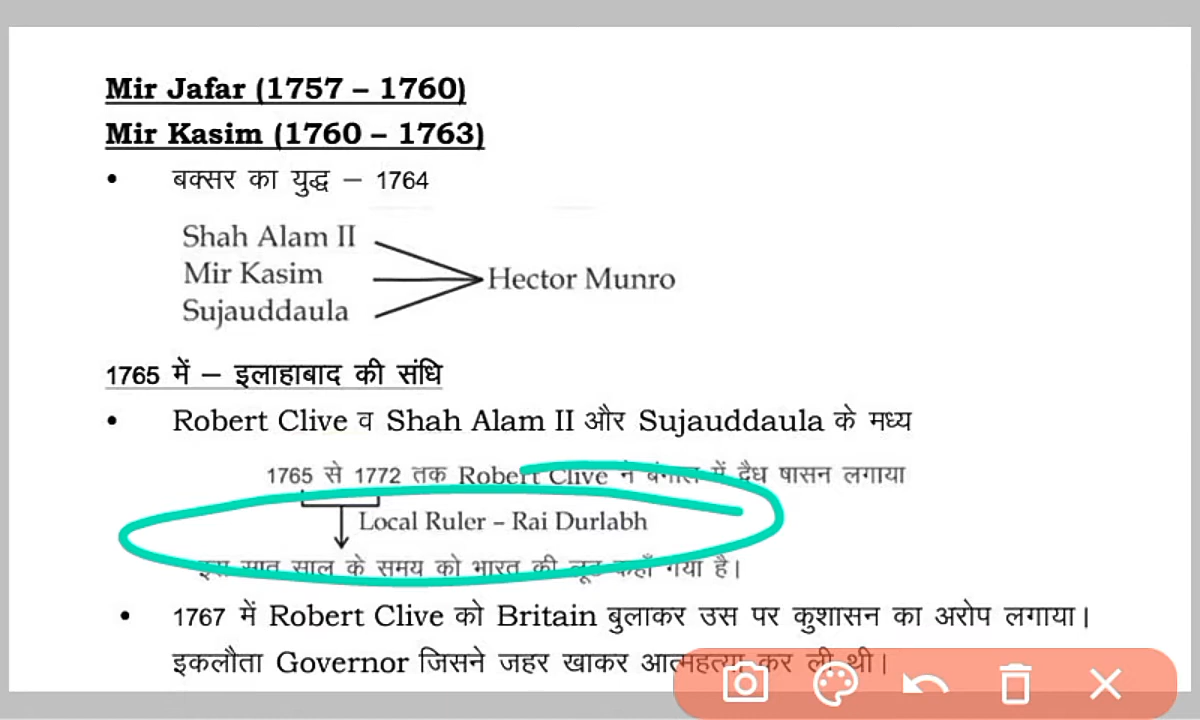 Mir Jafar (1757 – 1760)
Mir Kasim (1760 – 1763)
• बक्सर का युद्ध – 1764
Shah Alam II
Mir Kasim
Hector Munro
Sujauddaula
1765 में – इलाहाबाद की संधि
• Robert Clive व Shah Alam II और Sujauddaula के मध्य
1765 से 1772 तक Robert Clive ने बंगाल में द्वैध षासन लगाया
Local Ruler – Rai Durlabh
इस सात साल के समय को भारत की लूट कहाँ गया है।
• 1767 में Robert Clive को Britain बुलाकर उस पर कुशासन का अरोप लगाया।
इकलौता Governor जिसने जहर खाकर आत्महत्या कर ली थी।